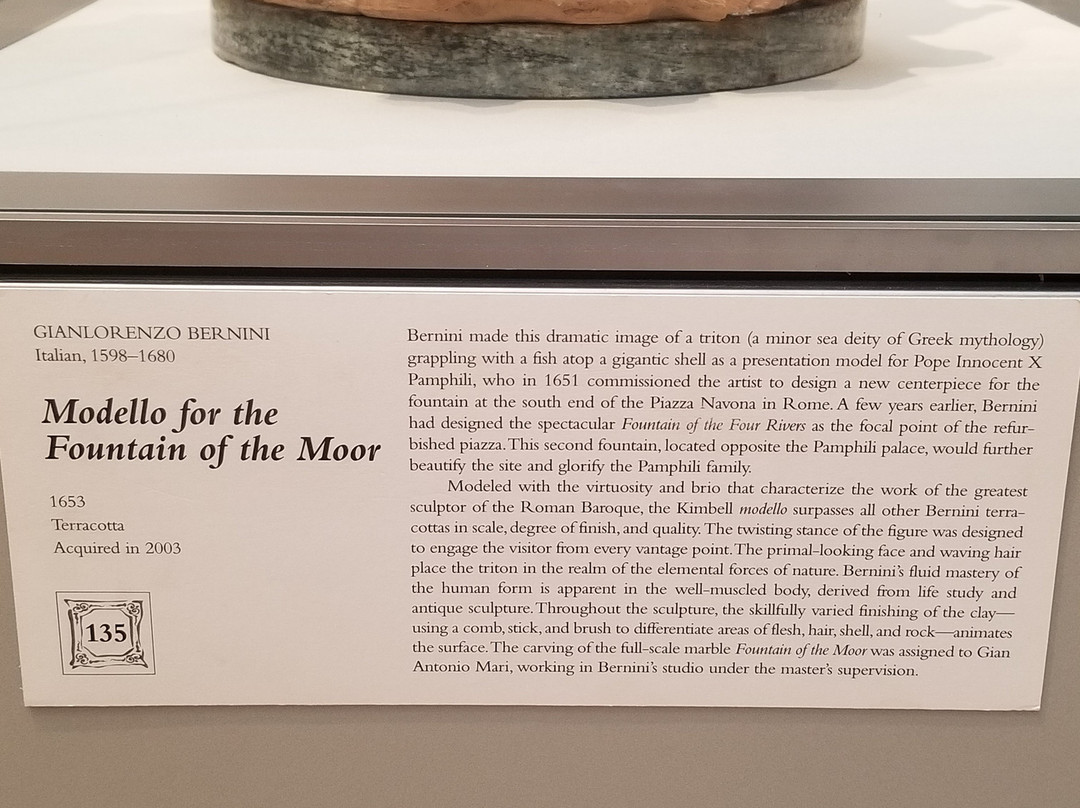 GIANLORENZO BERNINI
Italian, 1598–1680
Modello for the
Fountain of the Moor
1653
Terracotta
Acquired in 2003
135
Bernini made this dramatic image of a triton (a minor sea deity of Greek mythology)
grappling with a fish atop a gigantic shell as a presentation model for Pope Innocent X
Pamphili, who in 1651 commissioned the artist to design a new centerpiece for the
fountain at the south end of the Piazza Navona in Rome. A few years earlier, Bernini
had designed the spectacular Fountain of the Four Rivers as the focal point of the refur-
bished piazza. This second fountain, located opposite the Pamphili palace, would further
beautify the site and glorify the Pamphili family.
Modeled with the virtuosity and brio that characterize the work of the greatest
sculptor of the Roman Baroque, the Kimbell modello surpasses all other Bernini terra-
cottas in scale, degree of finish, and quality. The twisting stance of the figure was designed
to engage the visitor from every vantage point. The primal-looking face and waving hair
place the triton in the realm of the elemental forces of nature. Bernini's fluid mastery of
the human form is apparent in the well-muscled body, derived from life study and
antique sculpture. Throughout the sculpture, the skillfully varied finishing of the clay—
using a comb, stick, and brush to differentiate areas of flesh, hair, shell, and rock—animates
the surface. The carving of the full-scale marble Fountain of the Moor was assigned to Gian
Antonio Mari, working in Bernini's studio under the master's supervision.